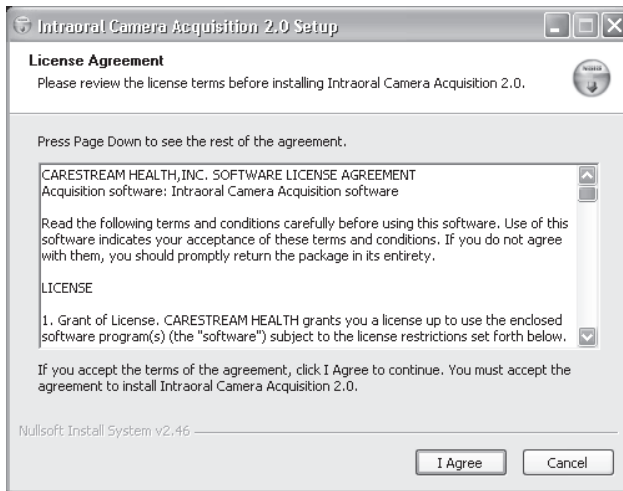 Intraoral Camera Acquisition 2.0 Setup
License Agreement
Please review the license terms before installing Intraoral Camera Acquisition 2.0.
Press Page Down to see the rest of the agreement.
CARESTREAM HEALTH,INC. SOFTWARE LICENSE AGREEMENT
Acquisition software: Intraoral Camera Acquisition software
Read the following terms and conditions carefully before using this software. Use of this
software indicates your acceptance of these terms and conditions. If you do not agree
with them, you should promptly return the package in its entirety.
LICENSE
1. Grant of License. CARESTREAM HEALTH grants you a license up to use the enclosed
software program(s) (the "software") subject to the license restrictions set forth below.
If you accept the terms of the agreement, click I Agree to continue. You must accept the
agreement to install Intraoral Camera Acquisition 2.0.
Nullsoft Install System v2.46
I Agree
Cancel